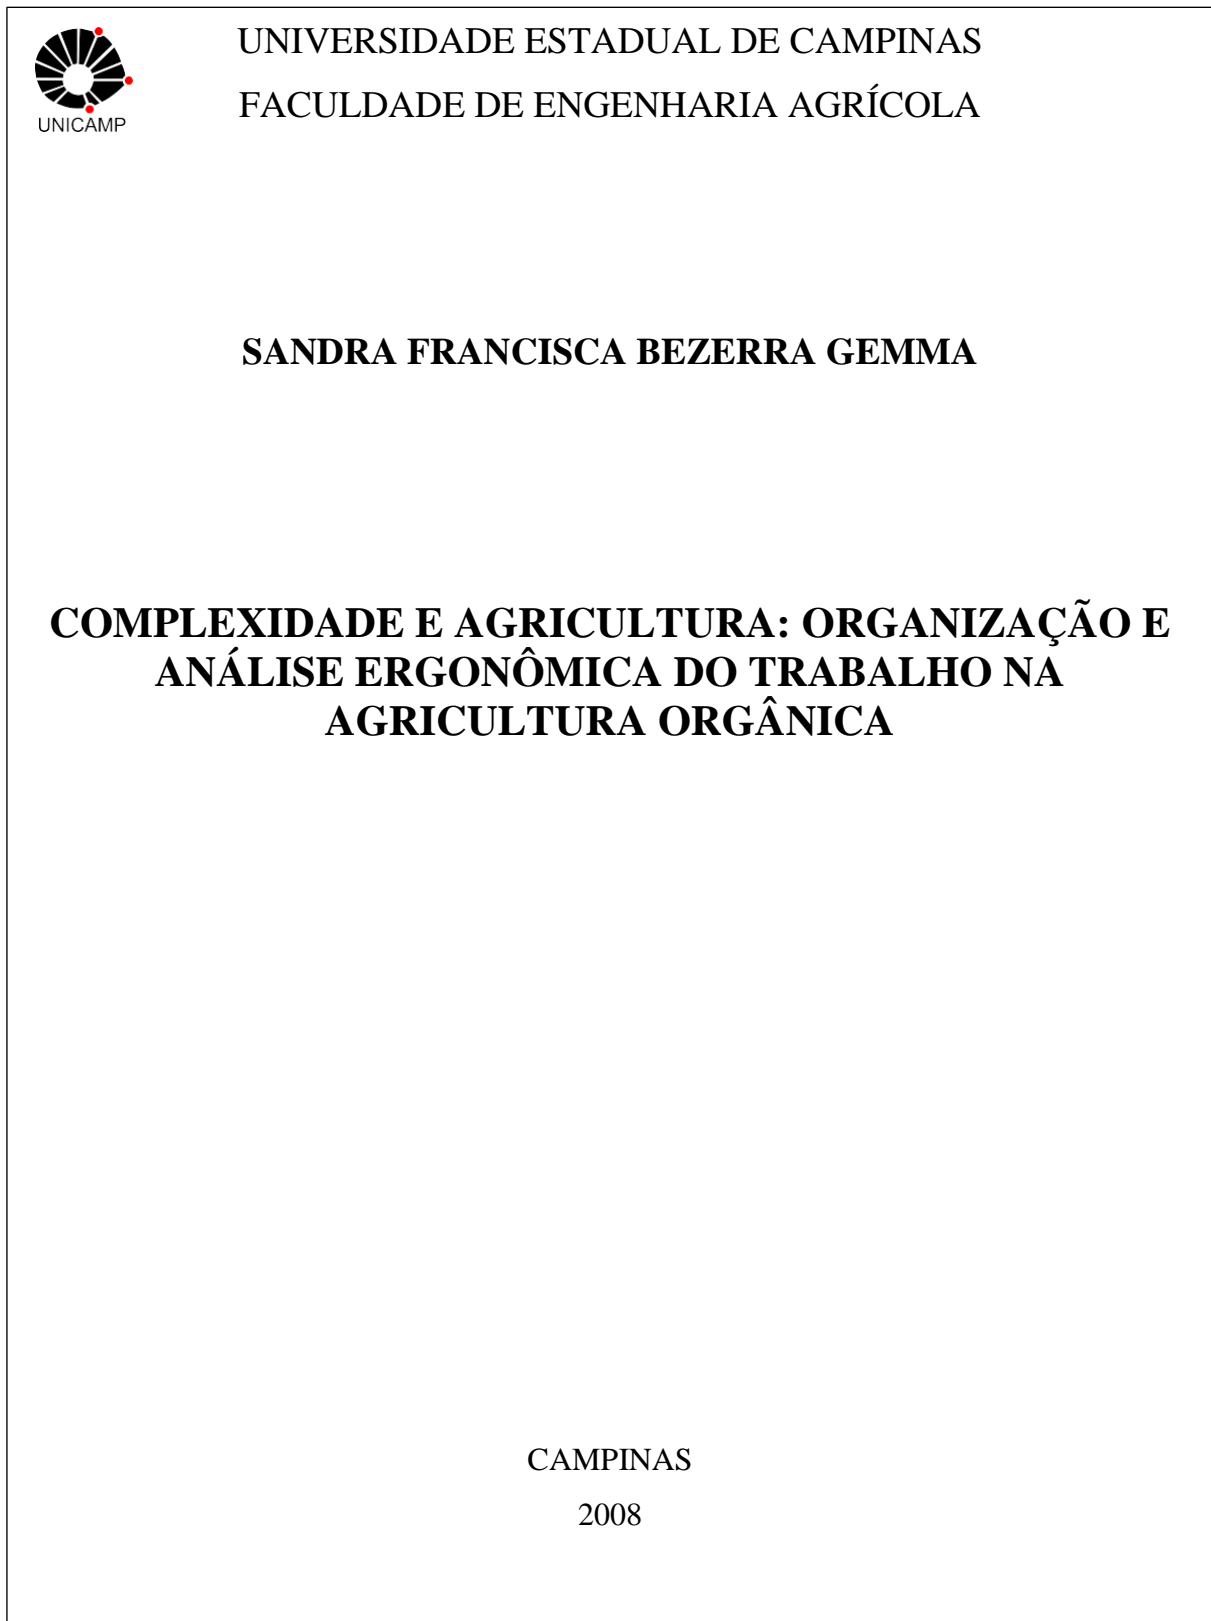 UNIVERSIDADE ESTADUAL DE CAMPINAS
FACULDADE DE ENGENHARIA AGRÍCOLA
UNICAMP
SANDRA FRANCISCA BEZERRA GEMMA
COMPLEXIDADE E AGRICULTURA: ORGANIZAÇÃO E
ANÁLISE ERGONÔMICA DO TRABALHO NA
AGRICULTURA ORGÂNICA
CAMPINAS
2008